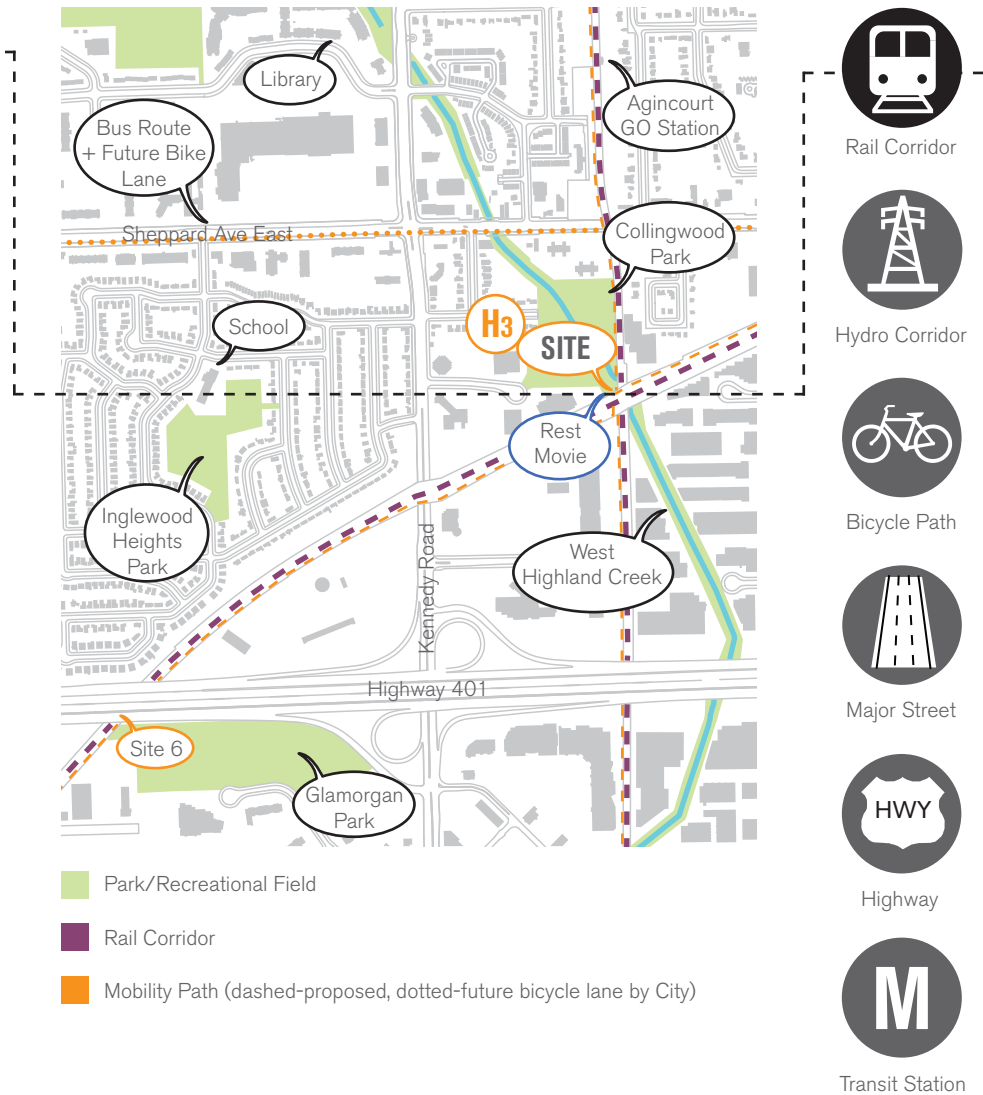 Library
Agincourt
GO Station
Bus Route
+ Future Bike
Lane
Sheppard Ave East
Collingwood
Park
School
H3
SITE
Rest
Movie
Inglewood
Heights
Park
West
Highland Creek
Kennedy Road
Highway 401
Site 6
Glamorgan
Park
Park/Recreational Field
Rail Corridor
Mobility Path (dashed-proposed, dotted-future bicycle lane by City)
Rail Corridor
Hydro Corridor
Bicycle Path
Major Street
HWY
Highway
M
Transit Station